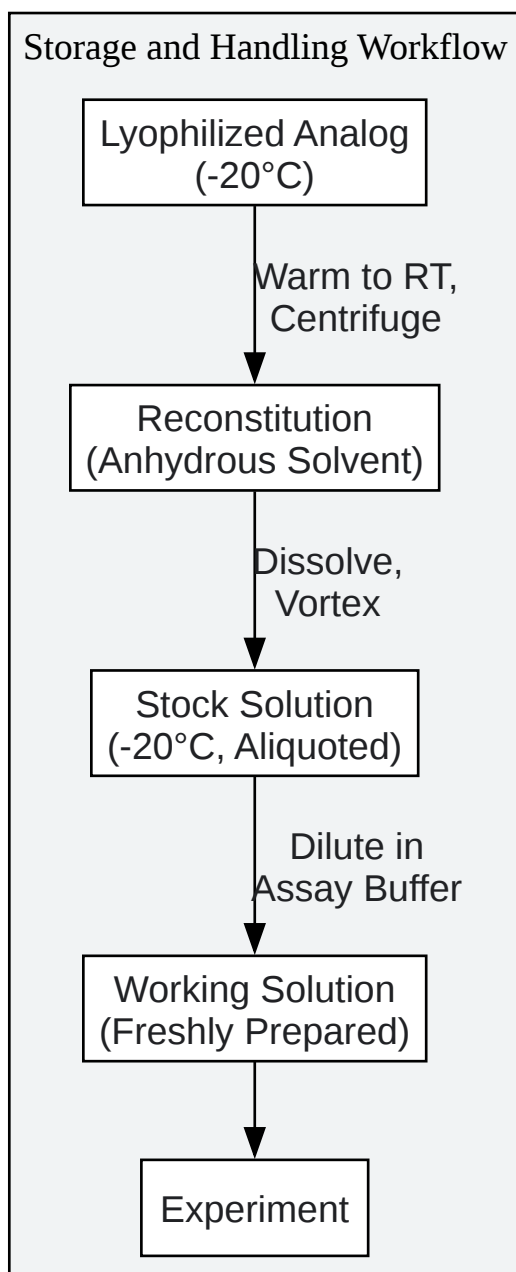 Storage and Handling Workflow
Lyophilized Analog
(-20°C)
Warm to RT,
Centrifuge
Reconstitution
(Anhydrous Solvent)
Dissolve,
Vortex
Stock Solution
(-20°C, Aliquoted)
Dilute in
Assay Buffer
Working Solution
(Freshly Prepared)
Experiment